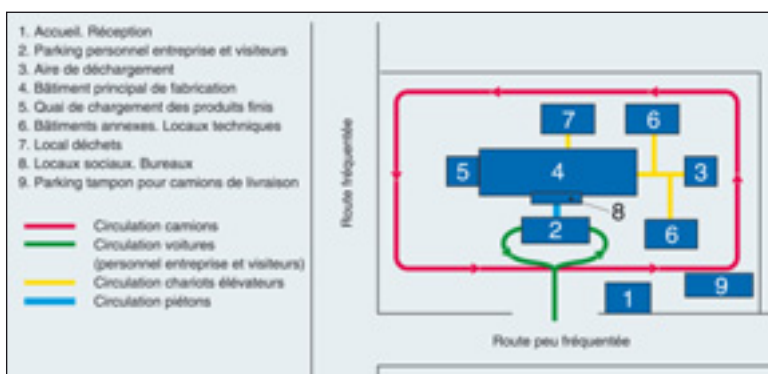 1. Accueil. Réception
2. Parking personnel entreprise et visiteurs
3. Aire de déchargement
4. Bâtiment principal de fabrication
5. Quai de chargement des produits finis
6. Bâtiments annexes. Locaux techniques
7. Local déchets
8. Locaux sociaux. Bureaux
9. Parking tampon pour camions de livraison
Circulation camions
Circulation voitures
(personnel entreprise et visiteurs)
Circulation chariots élévateurs
Circulation piétons
Route fréquentée
7
6
5
4
3
8
2
6
1
9
Route peu fréquentée